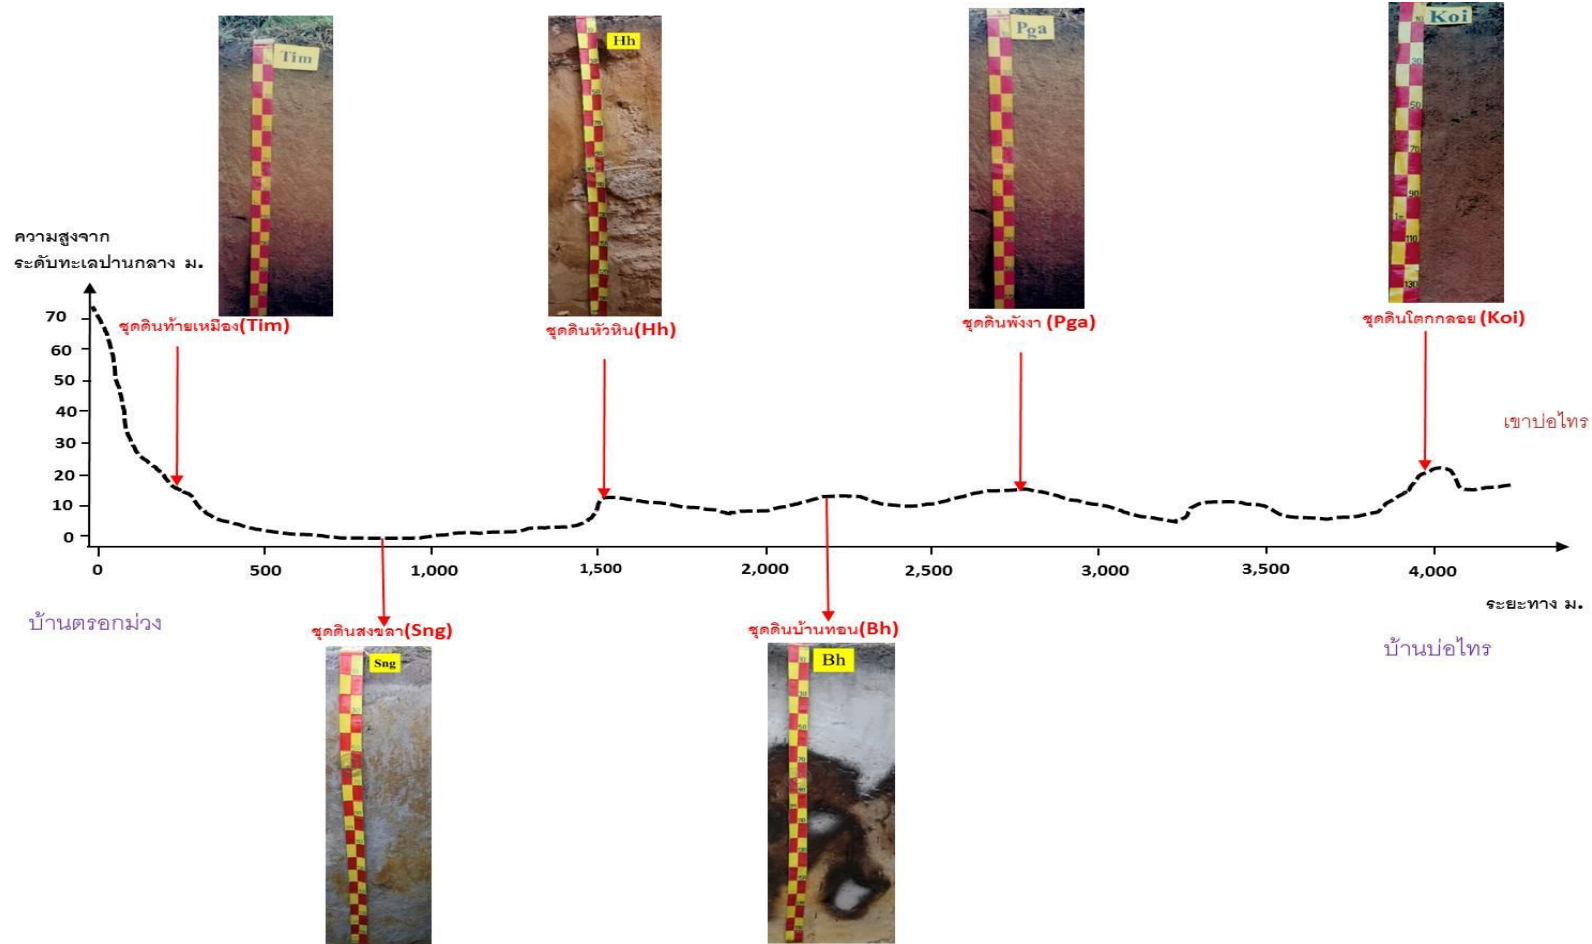 Tim
Hh
Pga
Koi
ความสูงจาก
ระดับทะเลปานกลาง ม.
ชุดดินท้ายเหมือง(Tim)
ชุดดินหัวหิน(Hh)
ชุดดินพังงา (Pga)
ชุดดินโตกกลอย (Koi)
70
60
50
40
30
20
10
0
เขาบ่อไทร
0
500
1,000
1,500
2,000
2,500
3,000
3,500
4,000
ระยะทาง ม.
บ้านตรอกม่วง
ชุดดินสงขลา(Sng)
ชุดดินบ้านทอน(Bh)
บ้านบ่อไทร
Sng
Bh